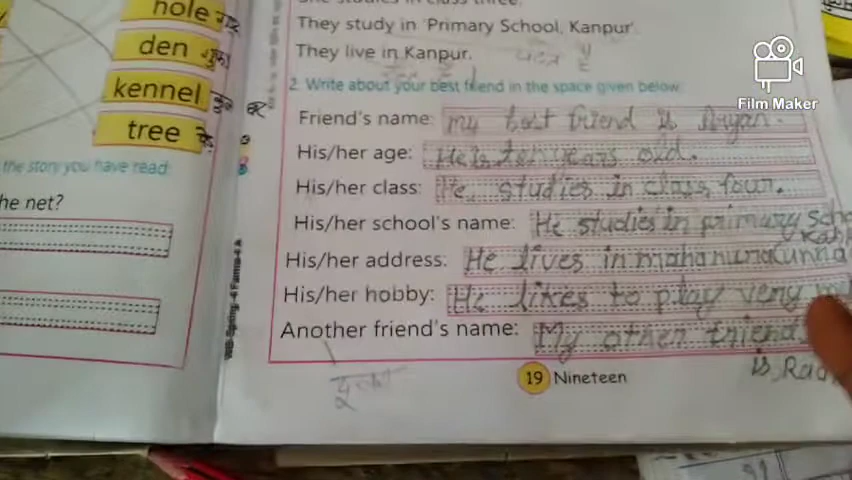 hole
den
kennel
tree पेड़
the story you have read:
he net?
They study in 'Primary School, Kanpur'.
They live in Kanpur.
2. Write about your best friend in the space given below:
Friend's name: My best friend is Aryan.
His/her age: He is ten years old.
His/her class: He studies in class four.
His/her school's name: He studies in primary Scho
His/her address: He lives in
His/her hobby: He likes to play very
Another friend's name: My other friend
is
19 Nineteen
Film Maker